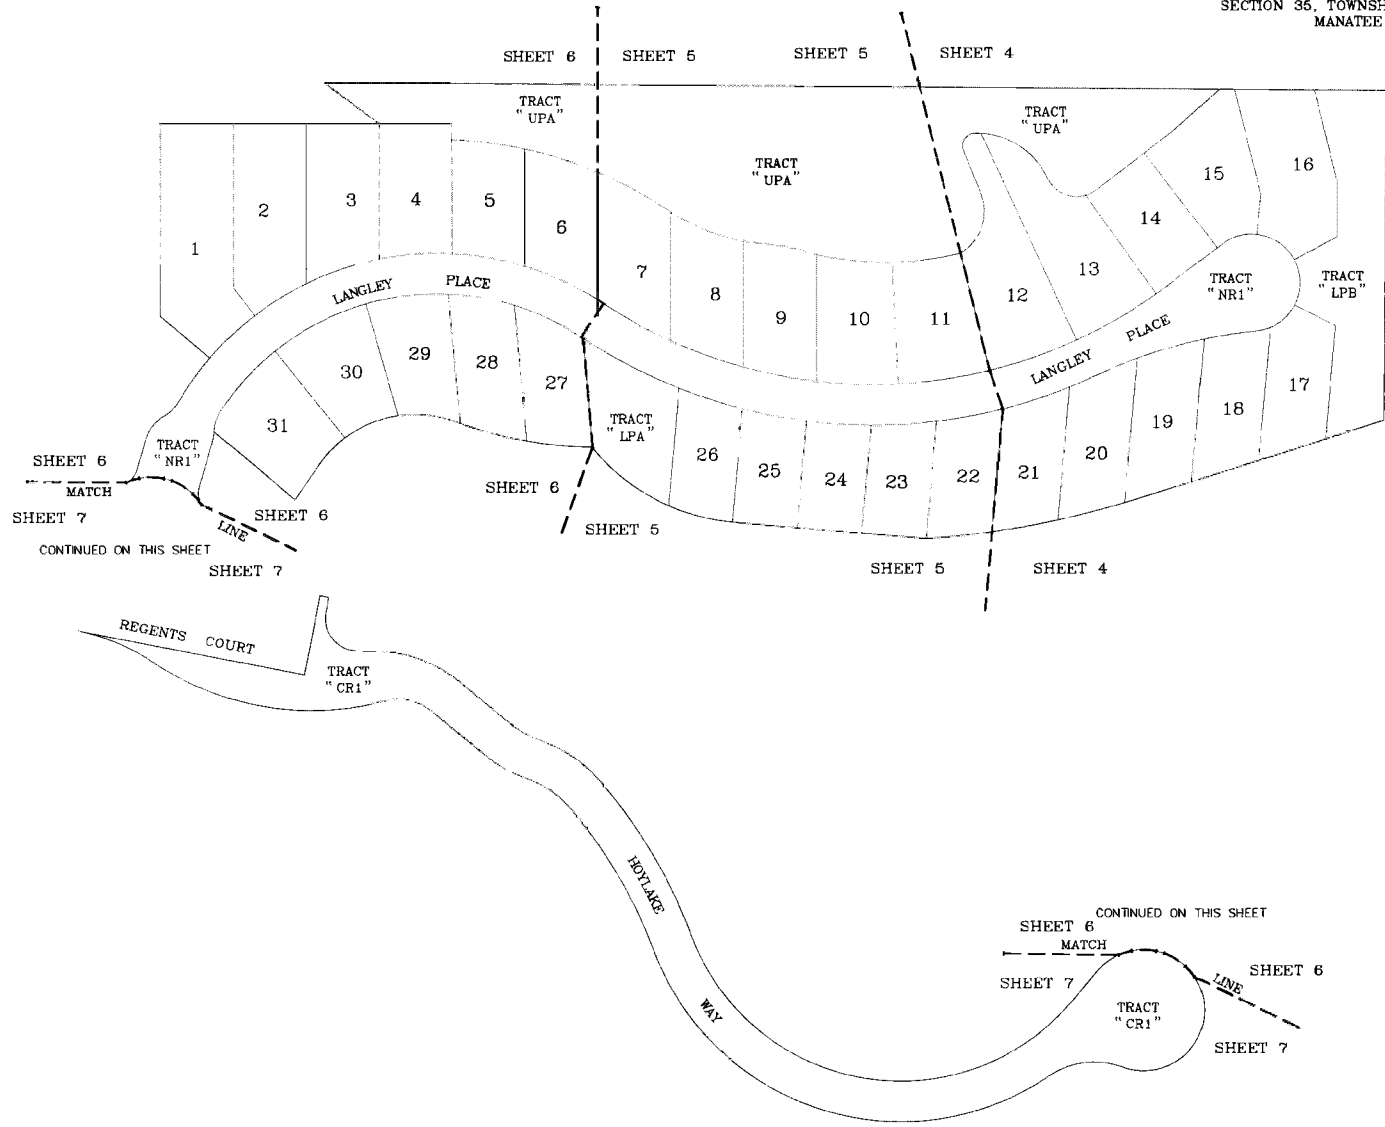 SECTION 35, TOWNSH
MANATEE
SHEET 6
SHEET 5
SHEET 5
SHEET 4
TRACT
"UPA"
TRACT
"UPA"
TRACT
"UPA"
1
2
3
4
5
6
7
8
9
10
11
12
13
14
15
16
TRACT
"NR1"
TRACT
"LPB"
LANGLEY PLACE
LANGLEY PLACE
31
30
29
28
27
TRACT
"LPA"
26
25
24
23
22
21
20
19
18
17
TRACT
"NR1"
SHEET 6
MATCH
SHEET 7
SHEET 6
LINE
CONTINUED ON THIS SHEET
SHEET 7
SHEET 6
SHEET 5
SHEET 5
SHEET 4
REGENTS COURT
TRACT
"CR1"
HOYLAKE
WAY
CONTINUED ON THIS SHEET
SHEET 6
MATCH
SHEET 7
LINE
SHEET 6
TRACT
"CR1"
SHEET 7